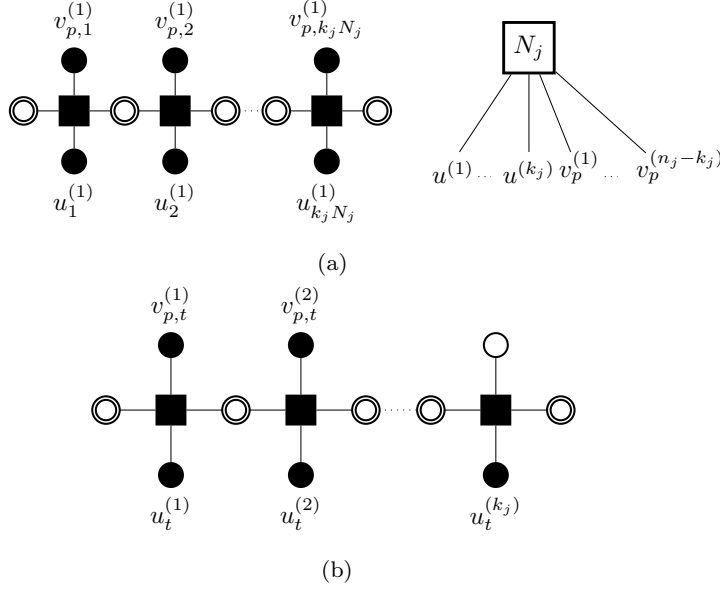 v_{p,1}^{(1)} v_{p,2}^{(1)} v_{p,k_jN_j}^{(1)}
N_j
u_1^{(1)} u_2^{(1)} u_{k_jN_j}^{(1)}
u^{(1)} ... u^{(k_j)} v_p^{(1)} ... v_p^{(n_j-k_j)}
(a)
v_{p,t}^{(1)} v_{p,t}^{(2)}
u_t^{(1)} u_t^{(2)} u_t^{(k_j)}
(b)